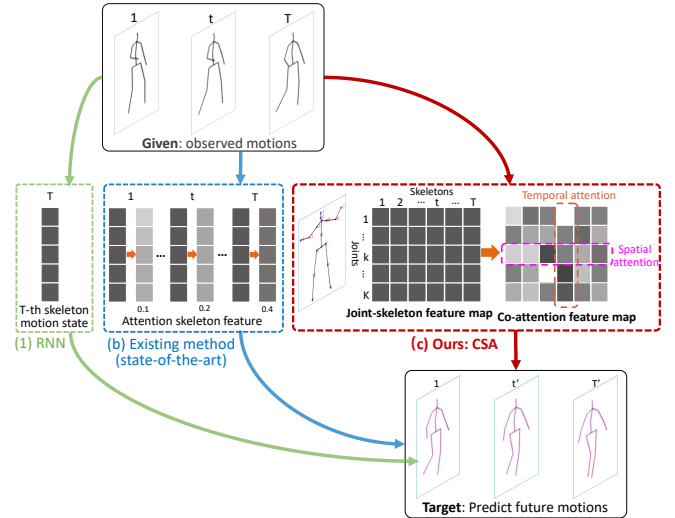 1 t T
Given: observed motions
T
T-th skeleton
motion state
(1) RNN
1 t T
... ...
0.1 0.2 0.4
Attention skeleton feature
(b) Existing method
(state-of-the-art)
Skeletons
1 2 ... t ... T
Joints
1
...
k
...
K
Joint-skeleton feature map
Temporal attention
Spatial
attention
Co-attention feature map
(c) Ours: CSA
1 t' T'
Target: Predict future motions